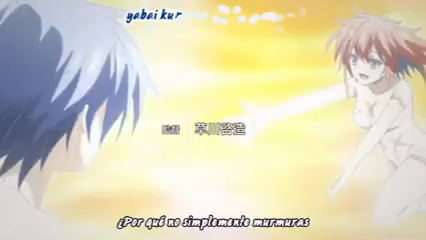 yabai kur
監督 草川啓造
¿Por qué no simplemente murmuras